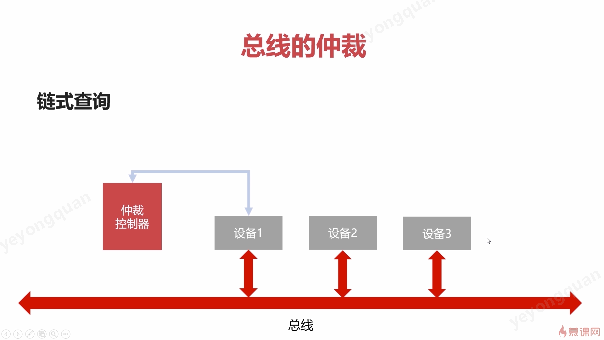 总线的仲裁
链式查询
仲裁
控制器
设备1
设备2
设备3
总线
yeyongquan
yeyongquan
yeyongquan
慕课网